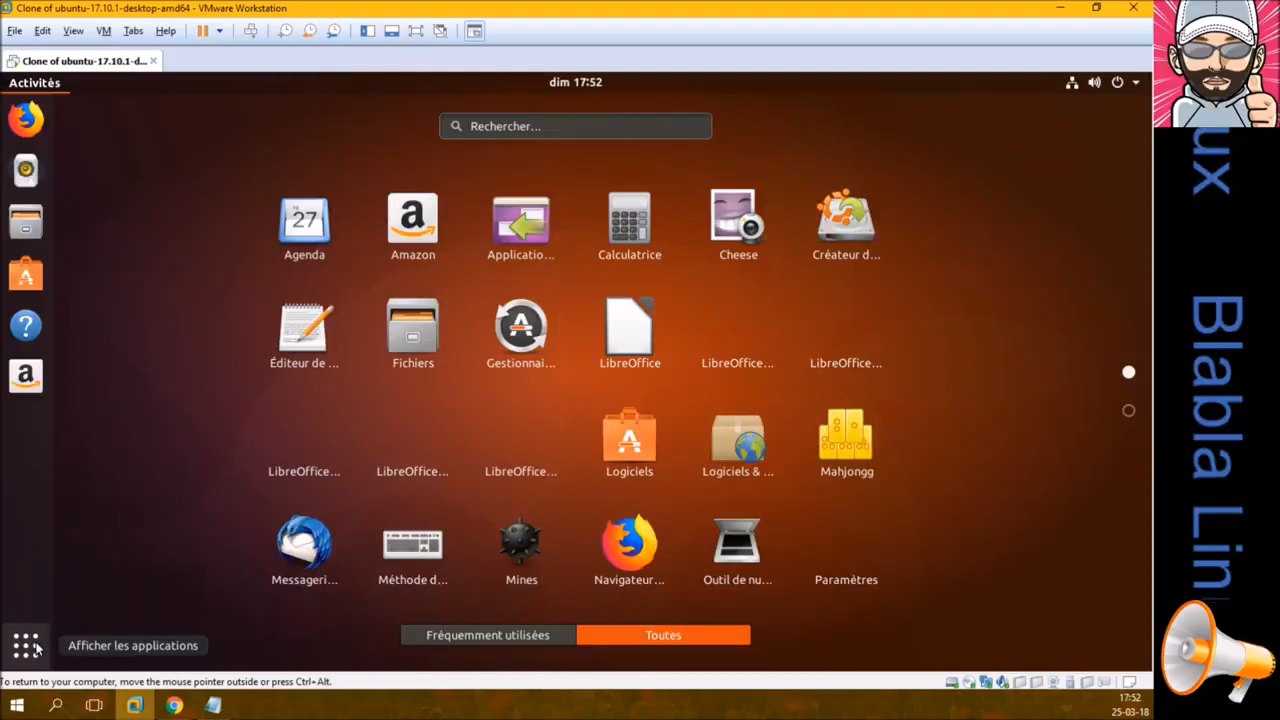 Clone of ubuntu-17.10.1-desktop-amd64 - VMware Workstation
File Edit View VM Tabs Help
Clone of ubuntu-17.10.1-d...
Activités
dim 17:52
Rechercher...
27
Agenda Amazon Applicatio... Calculatrice Cheese Créateur d...
Éditeur de ... Fichiers Gestionnai... LibreOffice LibreOffice... LibreOffice...
LibreOffice... LibreOffice... LibreOffice... Logiciels Logiciels & ... Mahjongg
Messageri... Méthode d... Mines Navigateur... Outil de nu... Paramètres
Fréquemment utilisées Toutes
Afficher les applications
To return to your computer, move the mouse pointer outside or press Ctrl+Alt.
17:52
25-03-18
ux
Blabla Lin